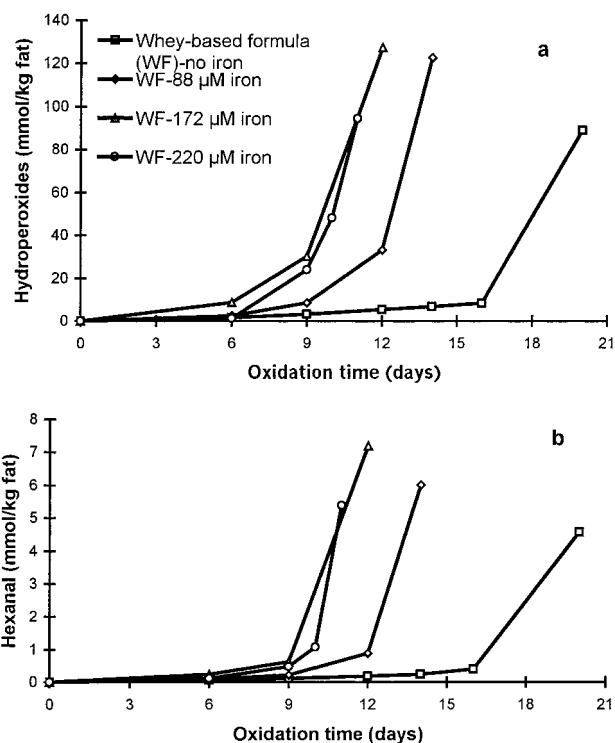 140
120
100
80
60
40
20
0
Hydroperoxides (mmol/kg fat)
Whey-based formula
(WF)-no iron
WF-88 µM iron
WF-172 µM iron
WF-220 µM iron
a
0 3 6 9 12 15 18 21
Oxidation time (days)
8
7
6
5
4
3
2
1
0
Hexanal (mmol/kg fat)
b
0 3 6 9 12 15 18 21
Oxidation time (days)